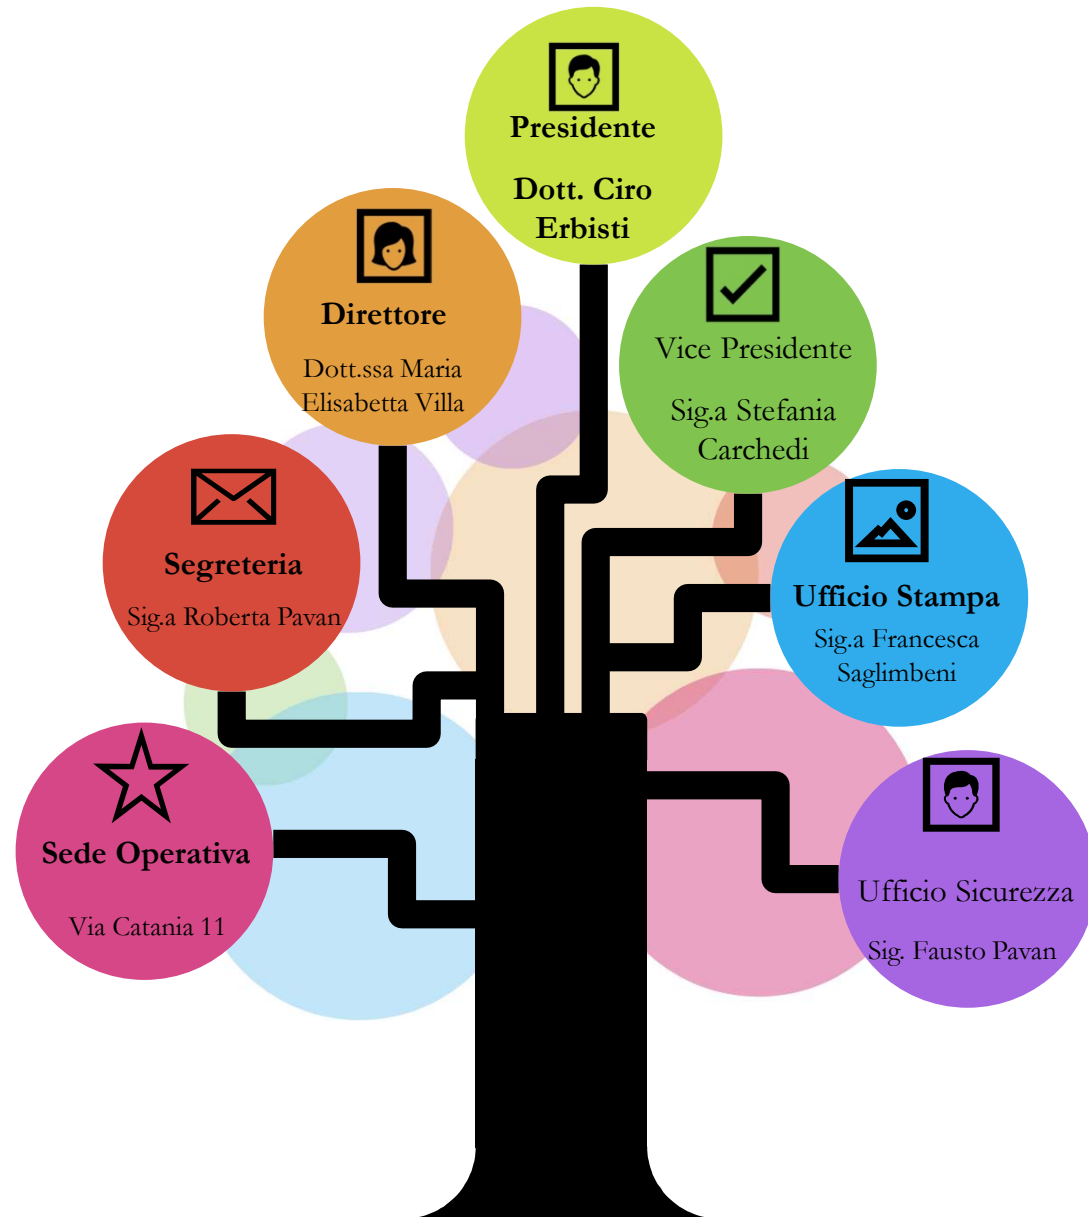 Presidente
Dott. Ciro
Erbisti
Direttore
Dott.ssa Maria
Elisabetta Villa
Vice Presidente
Sig.a Stefania
Carchedi
Segreteria
Sig.a Roberta Pavan
Ufficio Stampa
Sig.a Francesca
Saglimbeni
Sede Operativa
Via Catania 11
Ufficio Sicurezza
Sig. Fausto Pavan